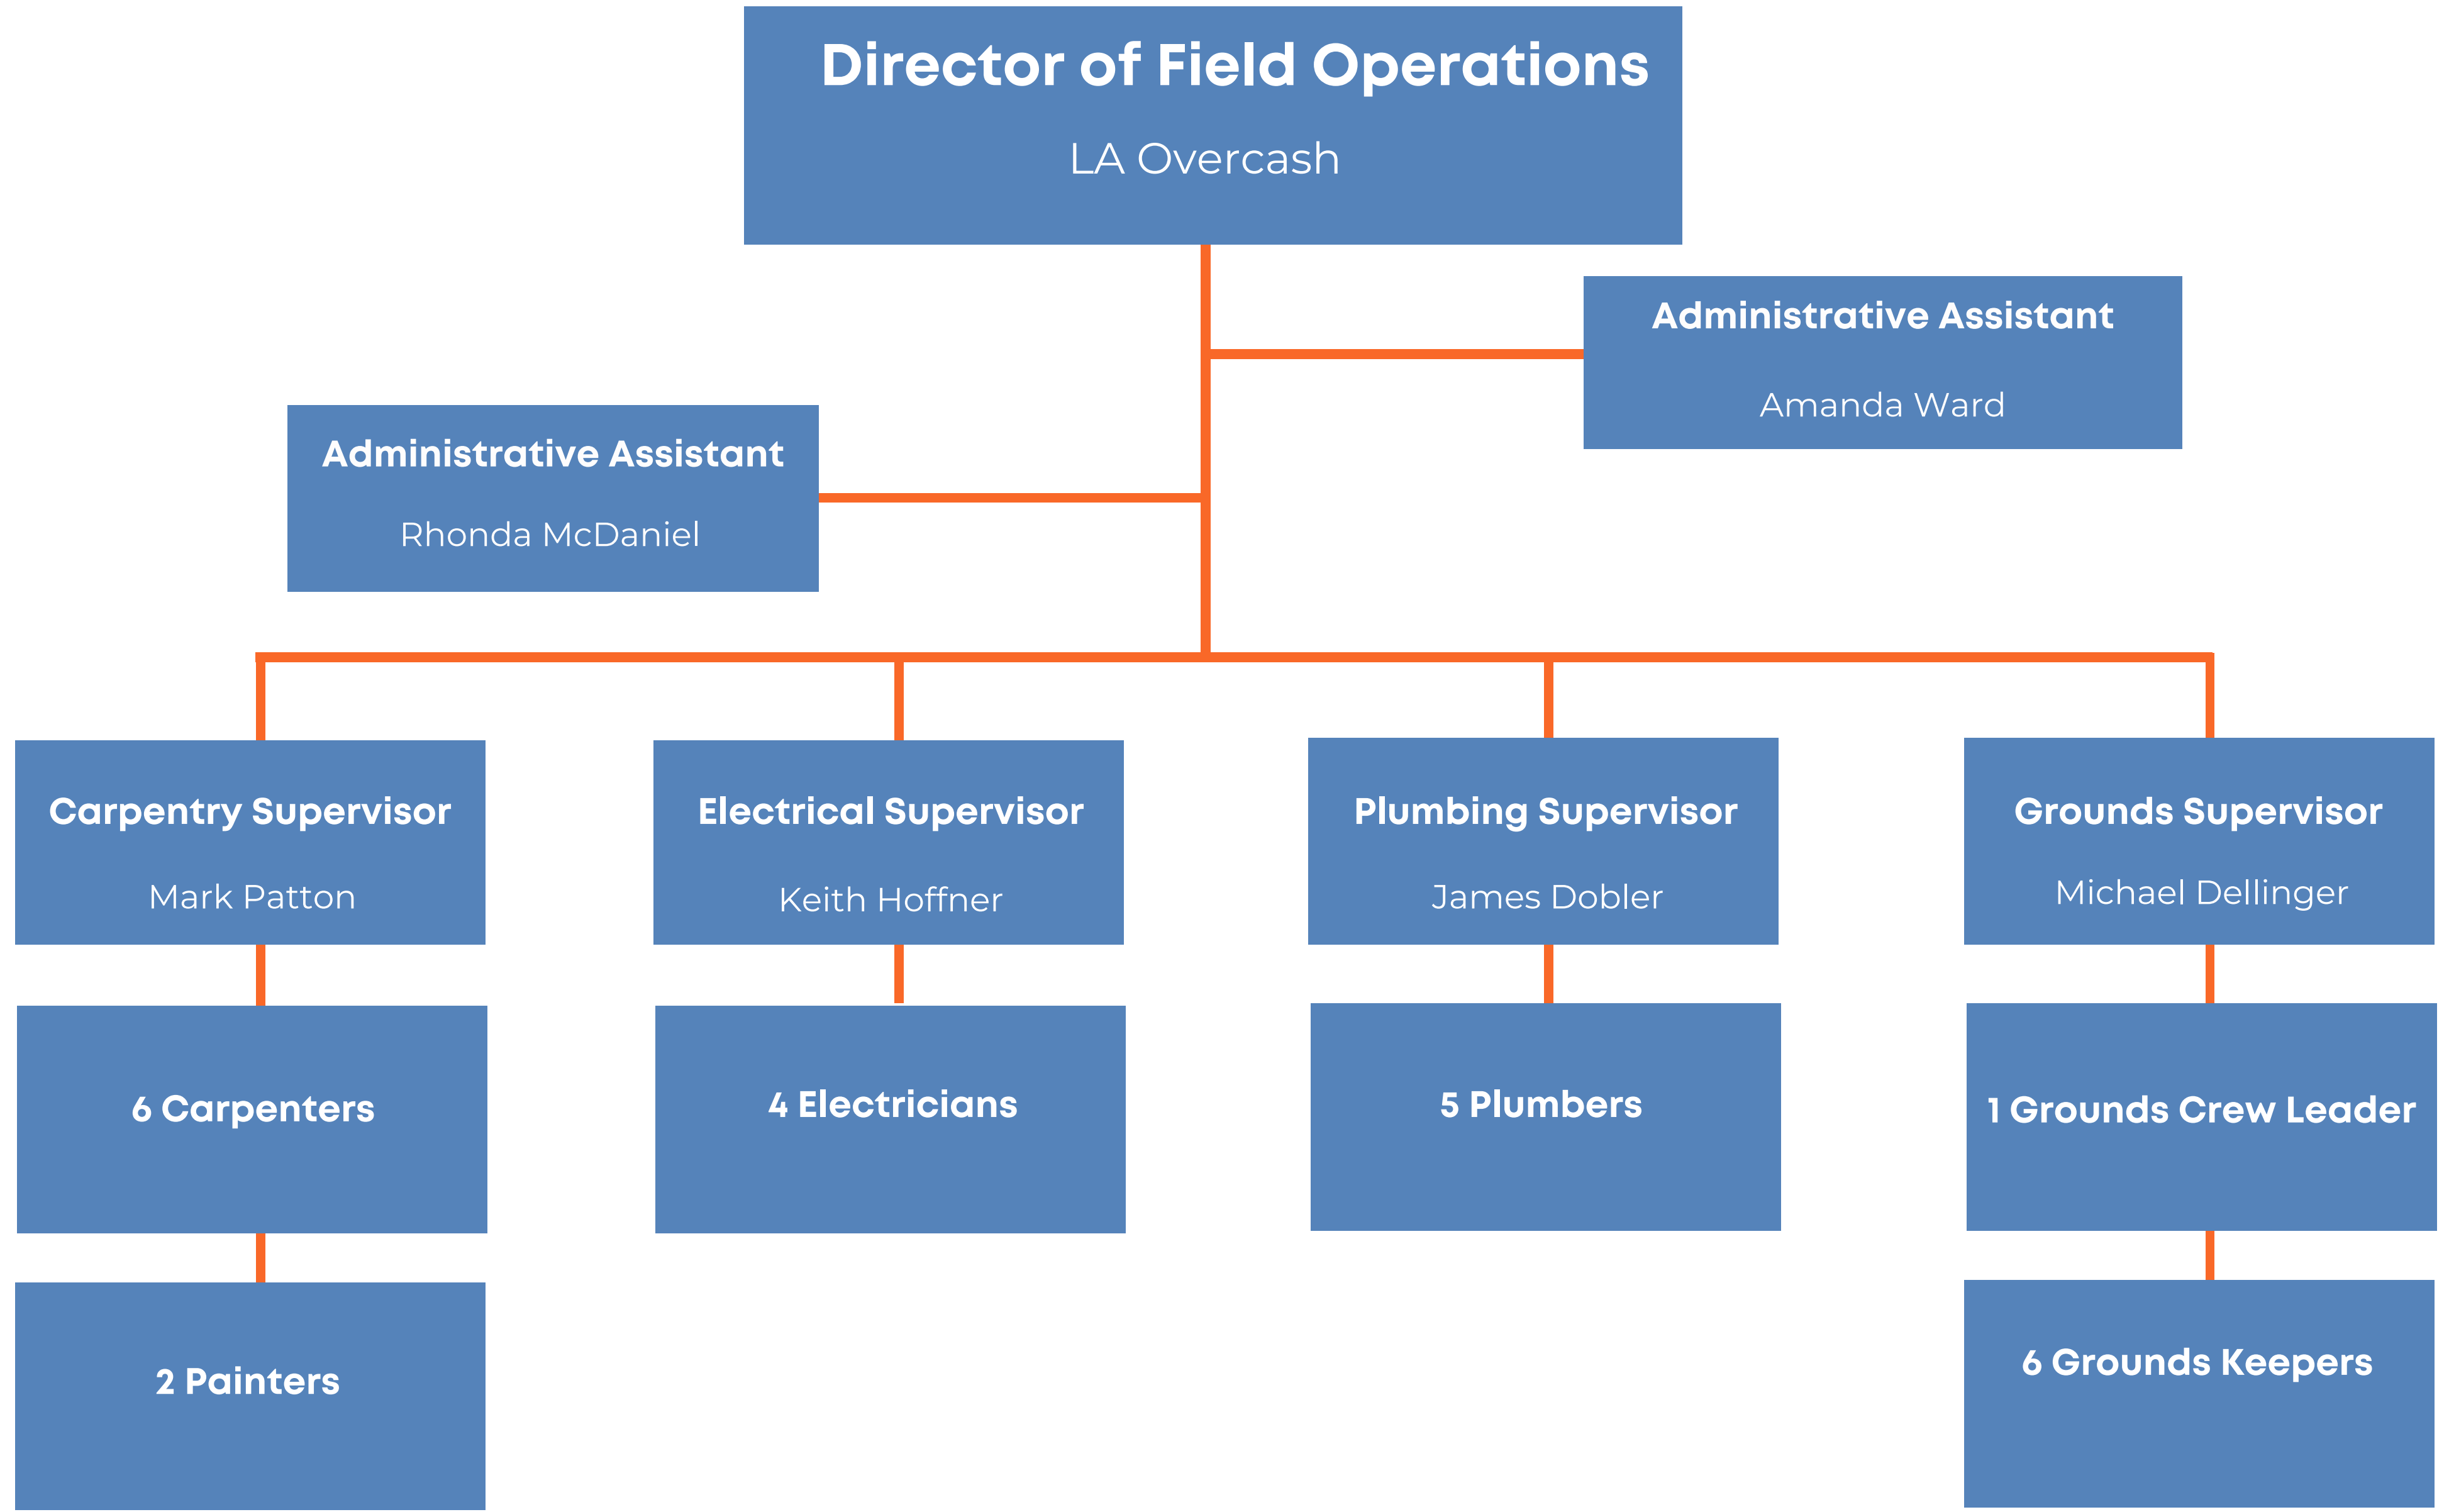 Director of Field Operations
LA Overcash
Administrative Assistant
Amanda Ward
Administrative Assistant
Rhonda McDaniel
Carpentry Supervisor
Mark Patton
Electrical Supervisor
Keith Hoffner
Plumbing Supervisor
James Dobler
Grounds Supervisor
Michael Dellinger
6 Carpenters
4 Electricians
5 Plumbers
1 Grounds Crew Leader
2 Painters
6 Grounds Keepers